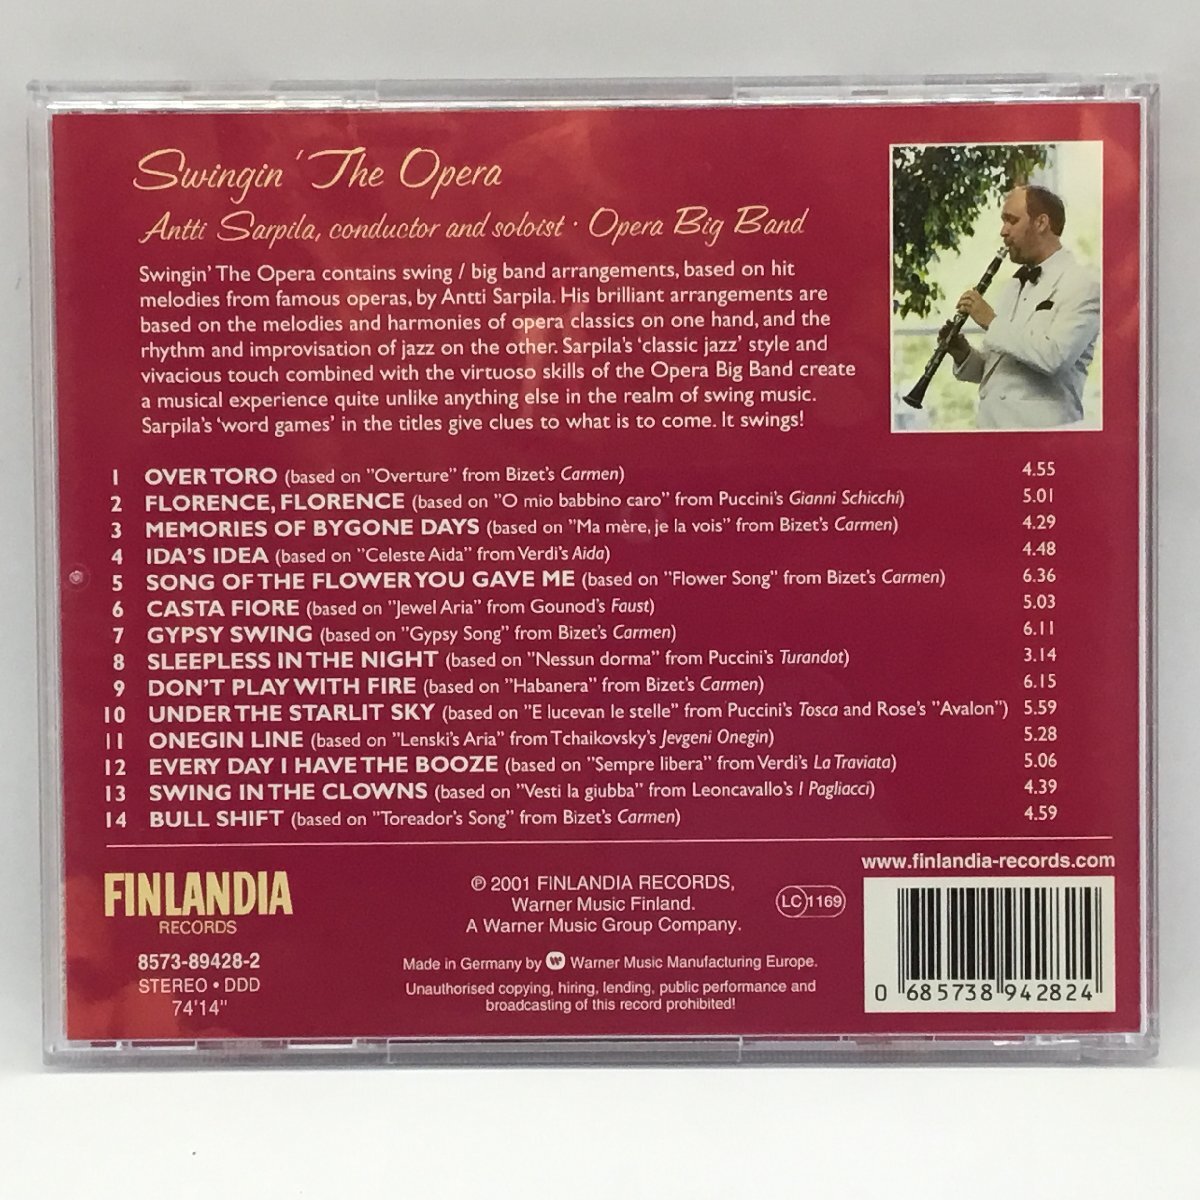 Swingin' The Opera
Antti Sarpila, conductor and soloist · Opera Big Band
Swingin' The Opera contains swing / big band arrangements, based on hit
melodies from famous operas, by Antti Sarpila. His brilliant arrangements are
based on the melodies and harmonies of opera classics on one hand, and the
rhythm and improvisation of jazz on the other. Sarpila's 'classic jazz' style and
vivacious touch combined with the virtuoso skills of the Opera Big Band create
a musical experience quite unlike anything else in the realm of swing music.
Sarpila's 'word games' in the titles give clues to what is to come. It swings!
1 OVER TORO (based on "Overture" from Bizet's Carmen) 4.55
2 FLORENCE, FLORENCE (based on "O mio babbino caro" from Puccini's Gianni Schicchi) 5.01
3 MEMORIES OF BYGONE DAYS (based on "Ma mère, je la vois" from Bizet's Carmen) 4.29
4 IDA'S IDEA (based on "Celeste Aida" from Verdi's Aida) 4.48
5 SONG OF THE FLOWER YOU GAVE ME (based on "Flower Song" from Bizet's Carmen) 6.36
6 CASTA FIORE (based on "Jewel Aria" from Gounod's Faust) 5.03
7 GYPSY SWING (based on "Gypsy Song" from Bizet's Carmen) 6.11
8 SLEEPLESS IN THE NIGHT (based on "Nessun dorma" from Puccini's Turandot) 3.14
9 DON'T PLAY WITH FIRE (based on "Habanera" from Bizet's Carmen) 6.15
10 UNDER THE STARLIT SKY (based on "E lucevan le stelle" from Puccini's Tosca and Rose's "Avalon") 5.59
11 ONEGIN LINE (based on "Lenski's Aria" from Tchaikovsky's Jevgeni Onegin) 5.28
12 EVERY DAY I HAVE THE BOOZE (based on "Sempre libera" from Verdi's La Traviata) 5.06
13 SWING IN THE CLOWNS (based on "Vesti la giubba" from Leoncavallo's I Pagliacci) 4.39
14 BULL SHIFT (based on "Toreador's Song" from Bizet's Carmen) 4.59
www.finlandia-records.com
FINLANDIA
RECORDS
8573-89428-2
STEREO • DDD
74'14"
℗ 2001 FINLANDIA RECORDS,
Warner Music Finland.
A Warner Music Group Company.
LC 1169
Made in Germany by W Warner Music Manufacturing Europe.
Unauthorised copying, hiring, lending, public performance and
broadcasting of this record prohibited!
0 685738 942824